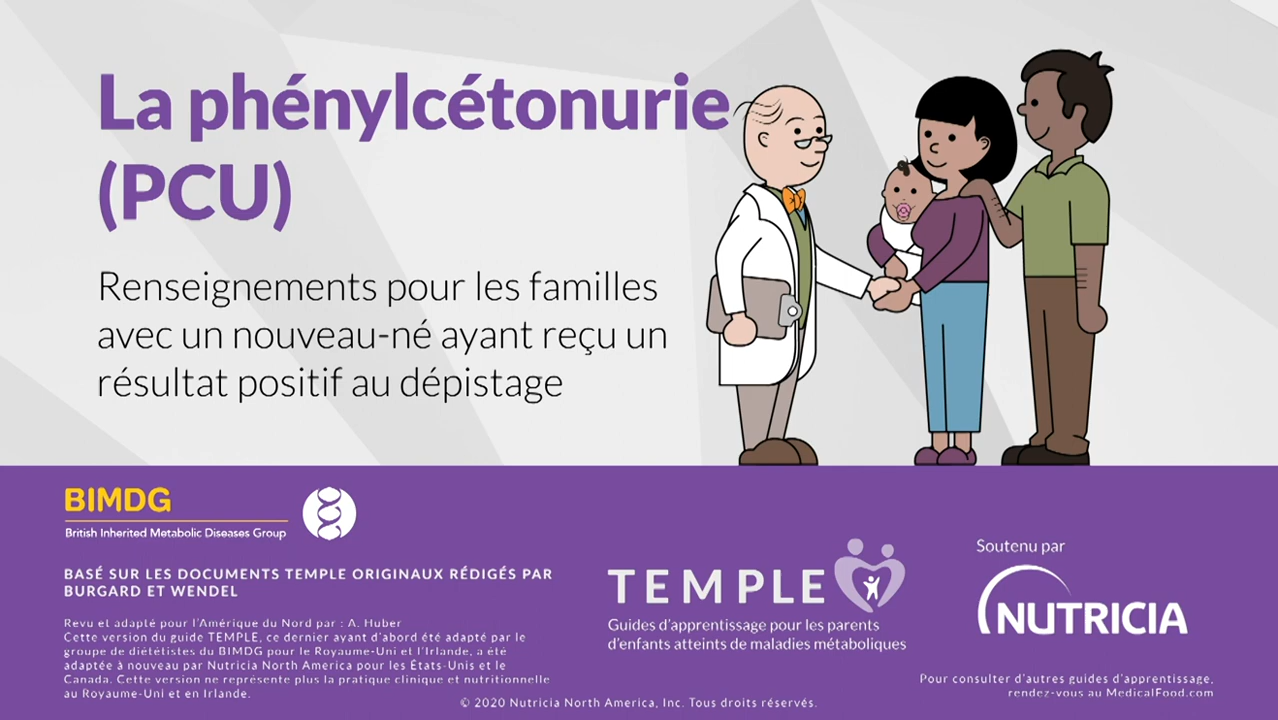 La phénylcétonurie
(PCU)
Renseignements pour les familles
avec un nouveau-né ayant reçu un
résultat positif au dépistage
BIMDG
British Inherited Metabolic Diseases Group
BASÉ SUR LES DOCUMENTS TEMPLE ORIGINAUX RÉDIGÉS PAR
BURGARD ET WENDEL
Revu et adapté pour l'Amérique du Nord par : A. Huber
Cette version du guide TEMPLE, ce dernier ayant d'abord été adapté par le
groupe de diététistes du BIMDG pour le Royaume-Uni et l'Irlande, a été
adaptée à nouveau par Nutricia North America pour les États-Unis et le
Canada. Cette version ne représente plus la pratique clinique et nutritionnelle
au Royaume-Uni et en Irlande.
TEMPLE
Guides d'apprentissage pour les parents
d'enfants atteints de maladies métaboliques
Soutenu par
NUTRICIA
Pour consulter d'autres guides d'apprentissage,
rendez-vous au MedicalFood.com
© 2020 Nutricia North America, Inc. Tous droits réservés.